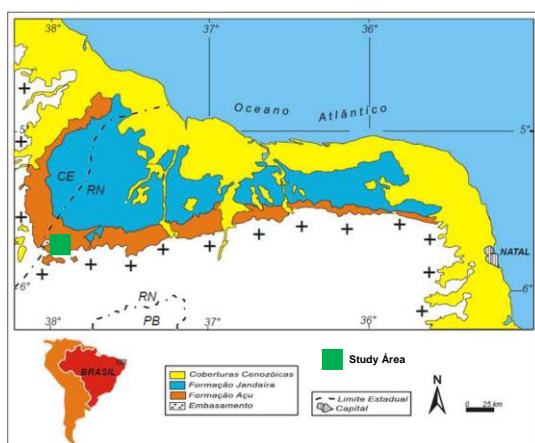 38°
37°
36°
Oceano
Atlântico
5°
5°
CE
RN
NATAL
6°
RN
6°
PB
38°
37°
36°
BRASIL
Coberturas Cenozóicas
Formação Jandaíra
Formação Açu
Embasamento
Study Área
Limite Estadual
Capital
N
0 25 km